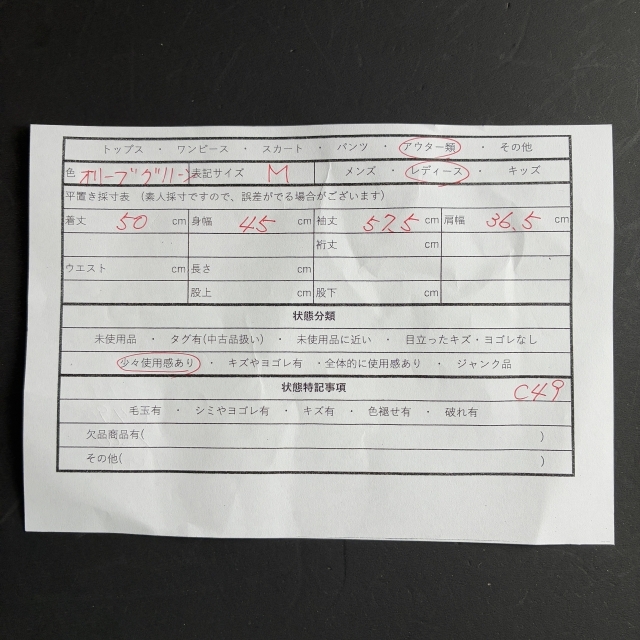 トップス ・ ワンピース ・ スカート ・ パンツ ・ アウター類 ・ その他
色 オリーブグリーン 表記サイズ M メンズ ・ レディース ・ キッズ
平置き採寸表 (素人採寸ですので、誤差がでる場合がございます)
着丈 50 cm 身幅 45 cm 袖丈 57.5 cm 肩幅 36.5 cm
裄丈 cm
ウエスト cm 長さ cm
股上 cm 股下 cm
状態分類
未使用品 ・ タグ有(中古品扱い) ・ 未使用品に近い ・ 目立ったキズ・ヨゴレなし
少々使用感あり ・ キズやヨゴレ有 ・全体的に使用感あり ・ ジャンク品
状態特記事項 C49
毛玉有 ・ シミやヨゴレ有 ・ キズ有 ・ 色褪せ有 ・ 破れ有
欠品商品有( )
その他( )